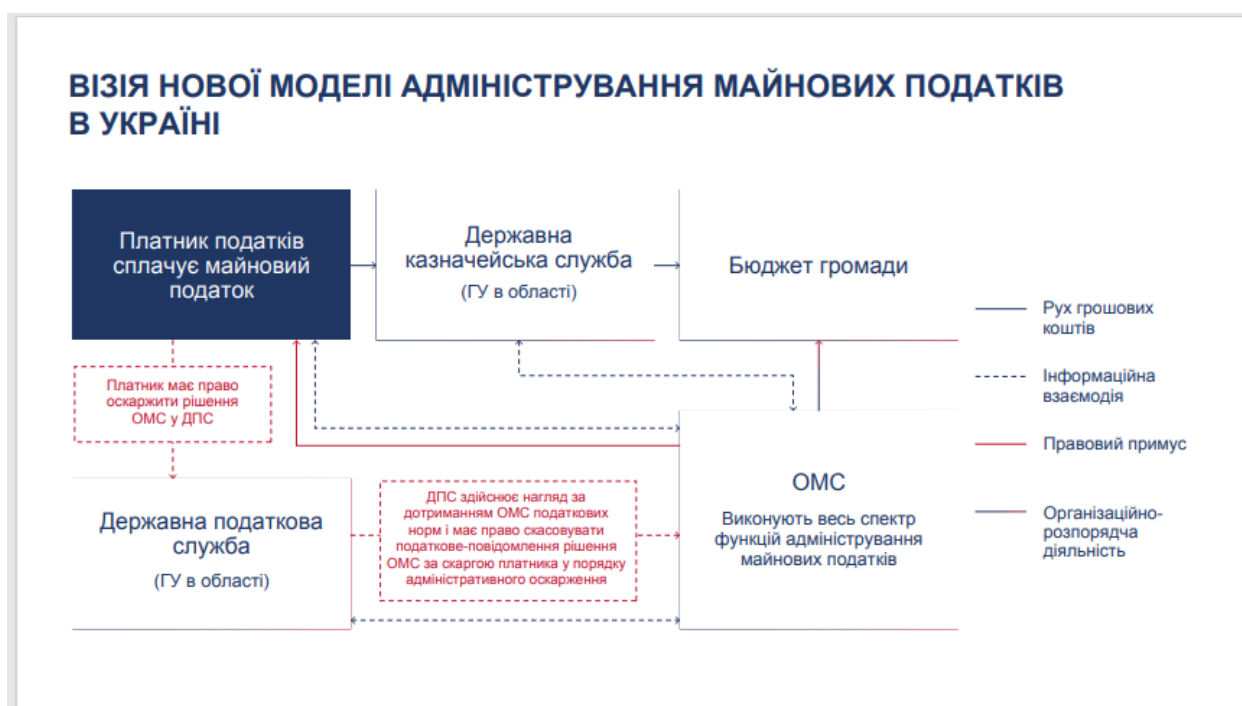 ВІЗІЯ НОВОЇ МОДЕЛІ АДМІНІСТРУВАННЯ МАЙНОВИХ ПОДАТКІВ
В УКРАЇНІ
Платник податків
сплачує майновий
податок
Державна
казначейська служба
(ГУ в області)
Бюджет громади
Рух грошових
коштів
Інформаційна
взаємодія
Правовий примус
Організаційно-
розпорядча
діяльність
Платник має право
оскаржити рішення
ОМС у ДПС
Державна податкова
служба
(ГУ в області)
ДПС здійснює нагляд за
дотриманням ОМС податкових
норм і має право скасовувати
податкове-повідомлення рішення
ОМС за скаргою платника у порядку
адміністративного оскарження
ОМС
Виконують весь спектр
функцій адміністрування
майнових податків